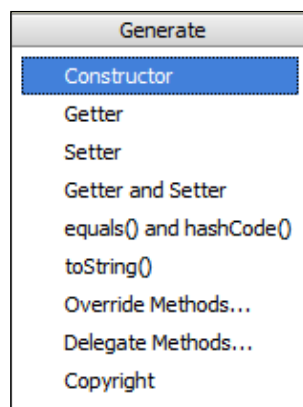 Generate
Constructor
Getter
Setter
Getter and Setter
equals() and hashCode()
toString()
Override Methods...
Delegate Methods...
Copyright